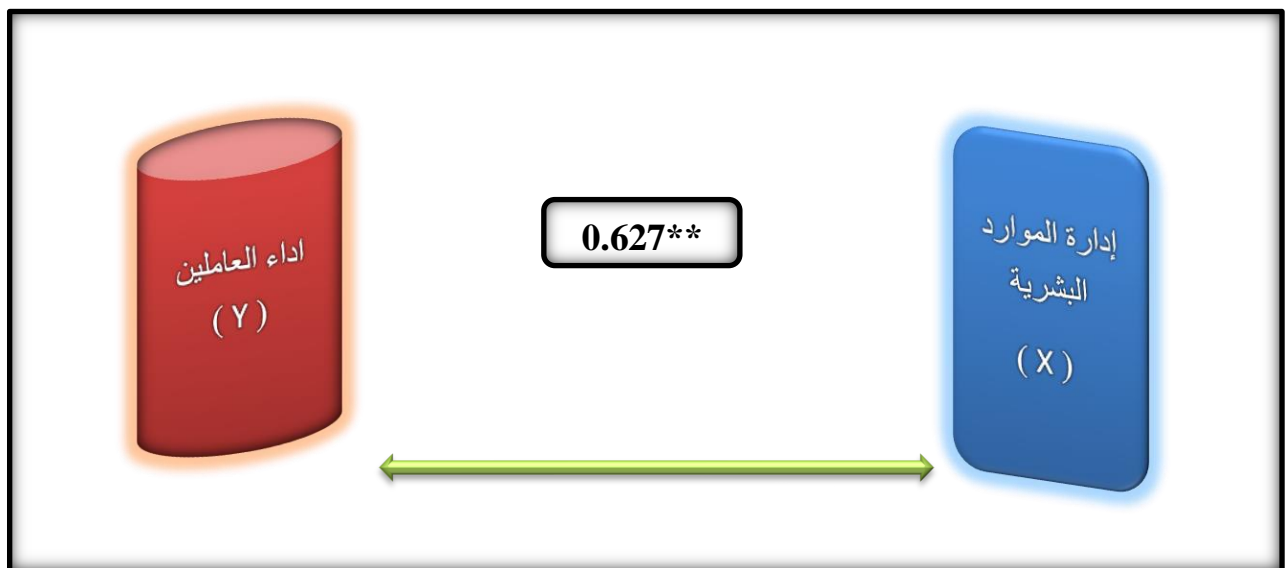 إدارة الموارد
البشرية
( X )
0.627**
اداء العاملين
( Y )